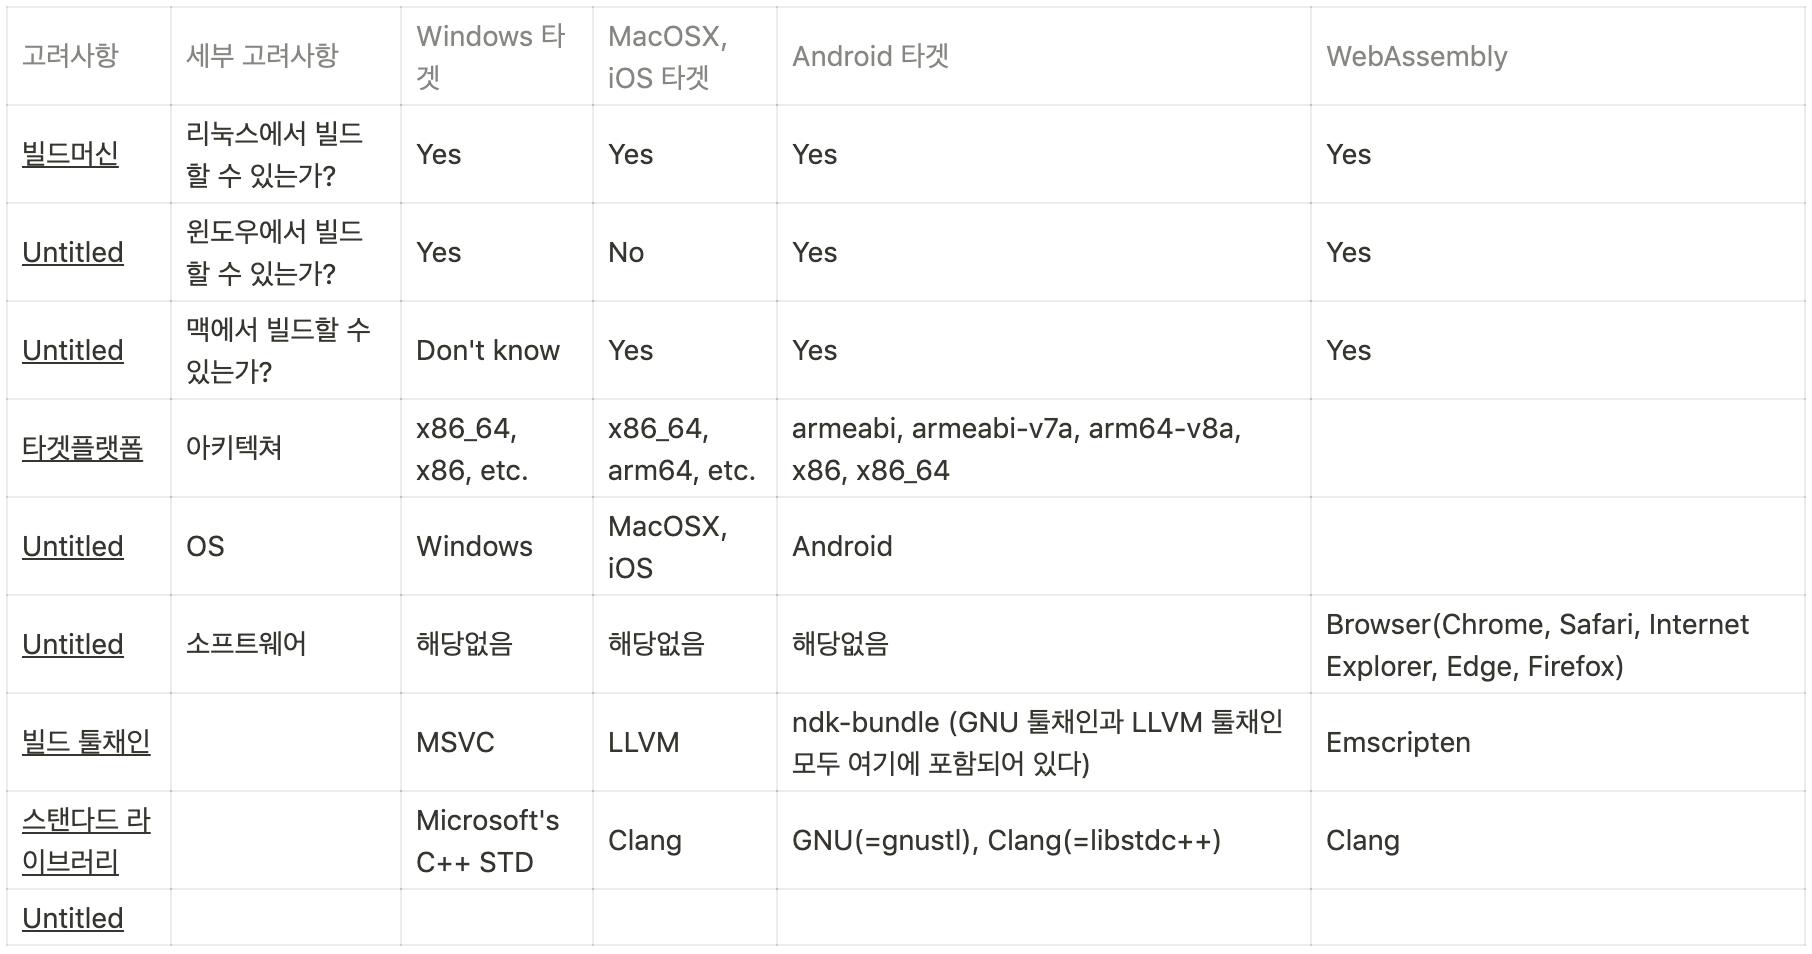 고려사항
세부 고려사항
Windows 타
겟
MacOSX,
iOS 타겟
Android 타겟
WebAssembly
빌드머신
리눅스에서 빌드
할 수 있는가?
Yes
Yes
Yes
Yes
Untitled
윈도우에서 빌드
할 수 있는가?
Yes
No
Yes
Yes
Untitled
맥에서 빌드할 수
있는가?
Don't know
Yes
Yes
Yes
타겟플랫폼
아키텍쳐
x86_64,
x86, etc.
x86_64,
arm64, etc.
armeabi, armeabi-v7a, arm64-v8a,
x86, x86_64
Untitled
OS
Windows
MacOSX,
iOS
Android
Untitled
소프트웨어
해당없음
해당없음
해당없음
Browser(Chrome, Safari, Internet
Explorer, Edge, Firefox)
빌드 툴채인
MSVC
LLVM
ndk-bundle (GNU 툴채인과 LLVM 툴채인
모두 여기에 포함되어 있다)
Emscripten
스탠다드 라
이브러리
Microsoft's
C++ STD
Clang
GNU(=gnustl), Clang(=libstdc++)
Clang
Untitled